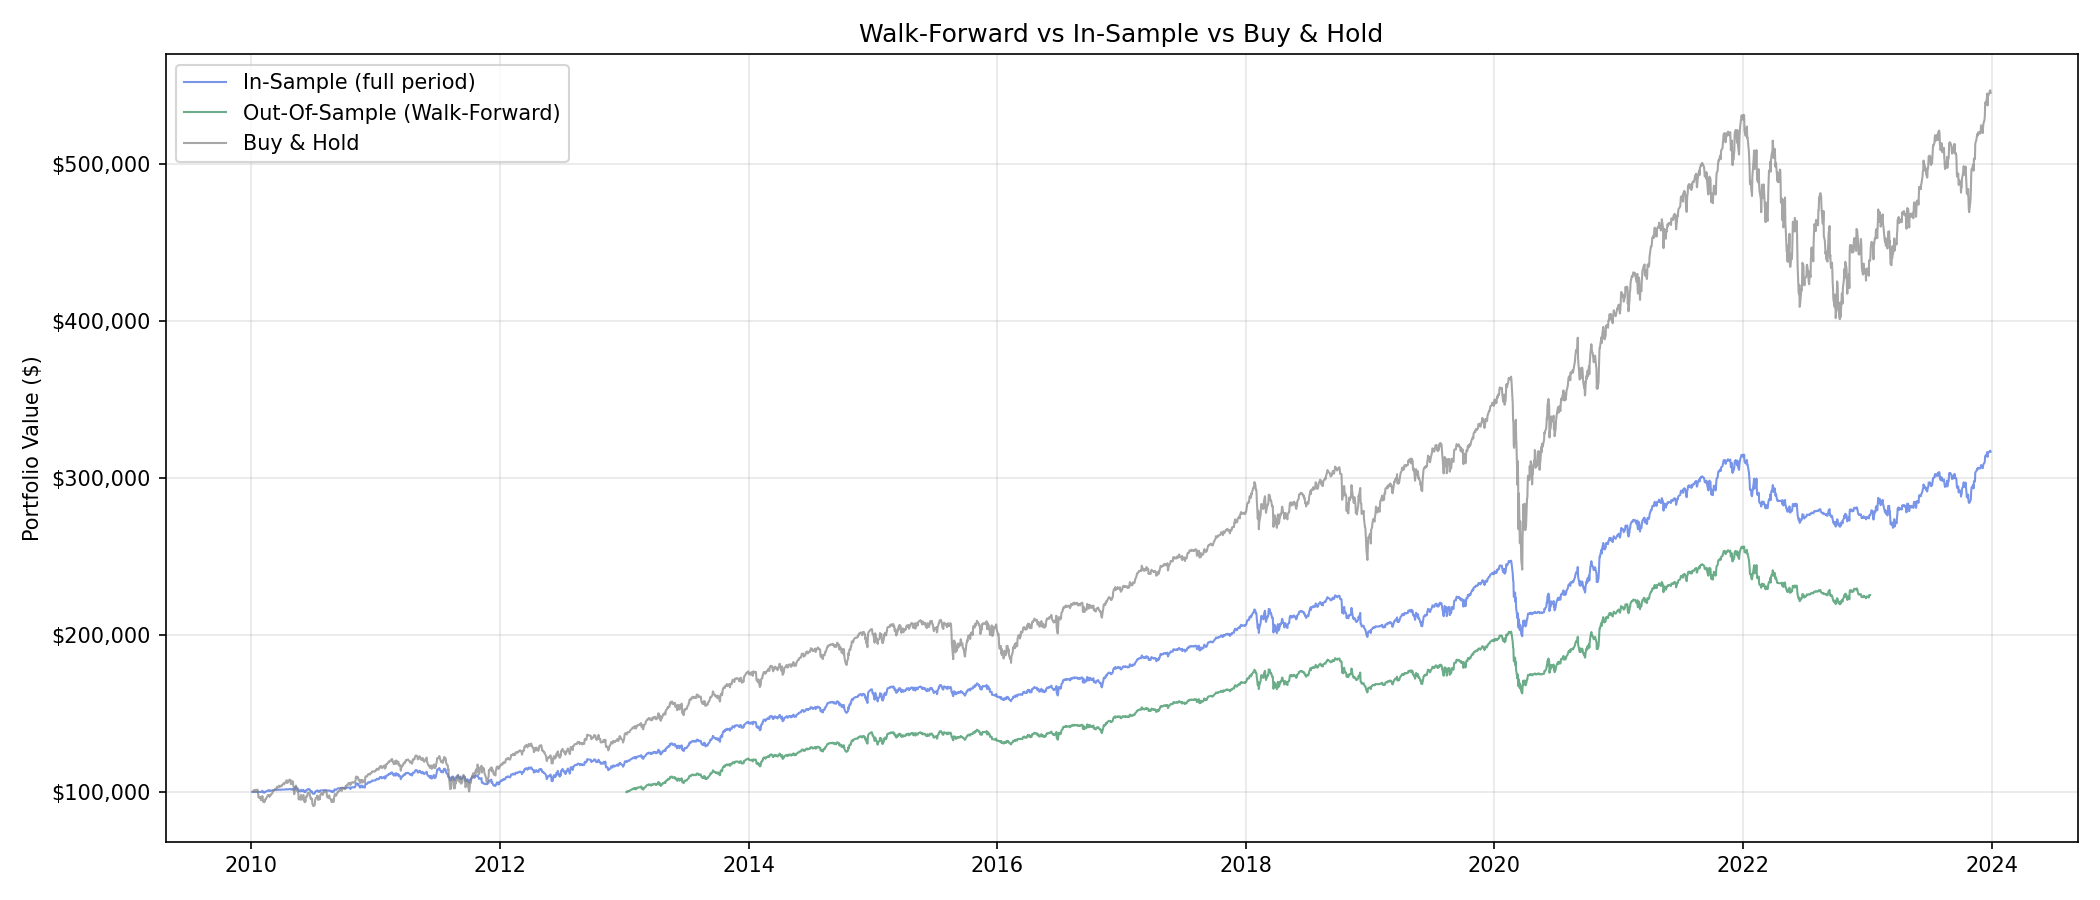 Walk-Forward vs In-Sample vs Buy & Hold
In-Sample (full period)
Out-Of-Sample (Walk-Forward)
Buy & Hold
Portfolio Value ($)
$500,000
$400,000
$300,000
$200,000
$100,000
2010 2012 2014 2016 2018 2020 2022 2024